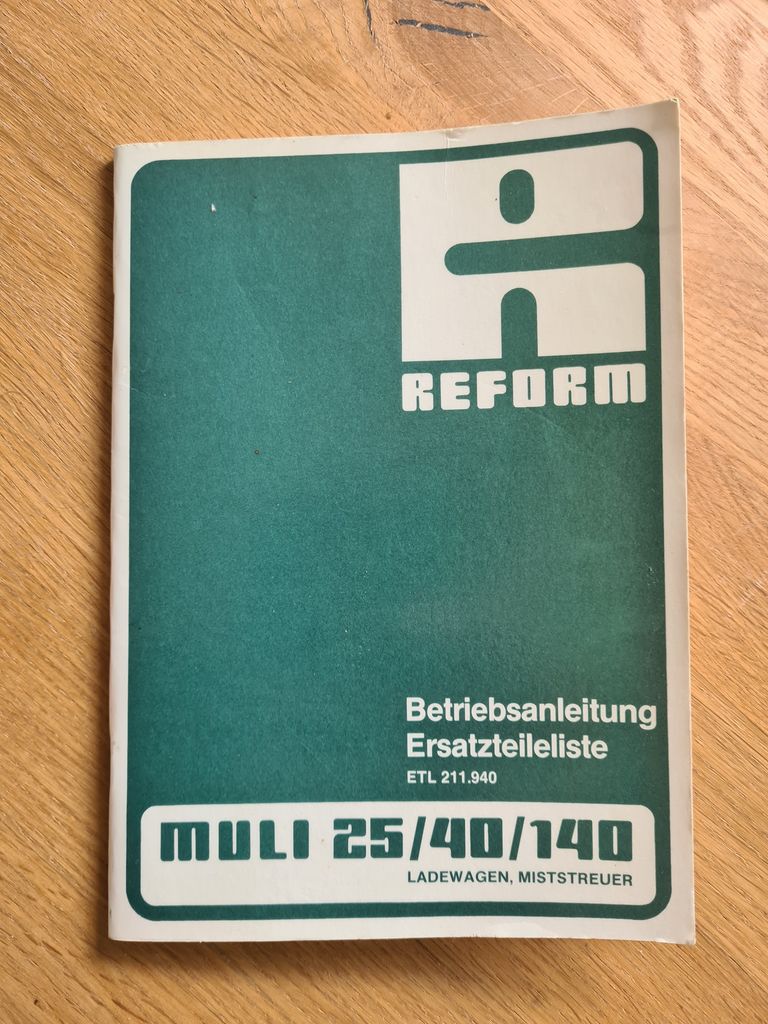 R
REFORM
Betriebsanleitung
Ersatzteileliste
ETL 211.940
MULI 25/40/140
LADEWAGEN, MISTSTREUER